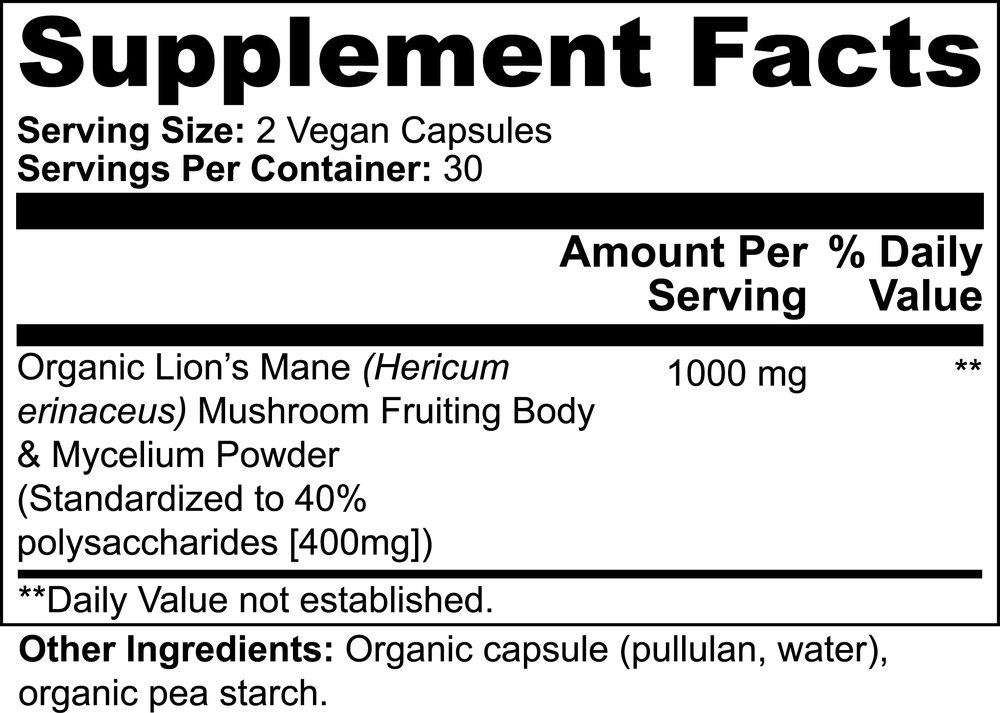 Supplement Facts
Serving Size: 2 Vegan Capsules
Servings Per Container: 30
Amount Per % Daily
Serving Value
Organic Lion’s Mane (Hericum 1000 mg **
erinaceus) Mushroom Fruiting Body
& Mycelium Powder
(Standardized to 40%
polysaccharides [400mg])
**Daily Value not established.
Other Ingredients: Organic capsule (pullulan, water),
organic pea starch.